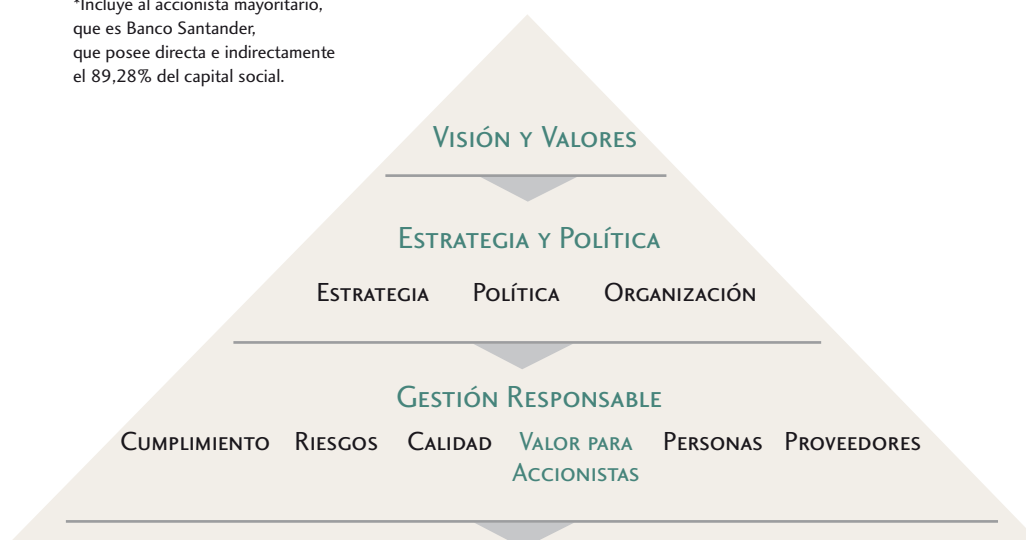 *Incluye al accionista mayoritario,
que es Banco Santander,
que posee directa e indirectamente
el 89,28% del capital social.
Visión y Valores
Estrategia y Política
Estrategia Política Organización
Gestión Responsable
Cumplimiento Riesgos Calidad Valor para Personas Proveedores
Accionistas